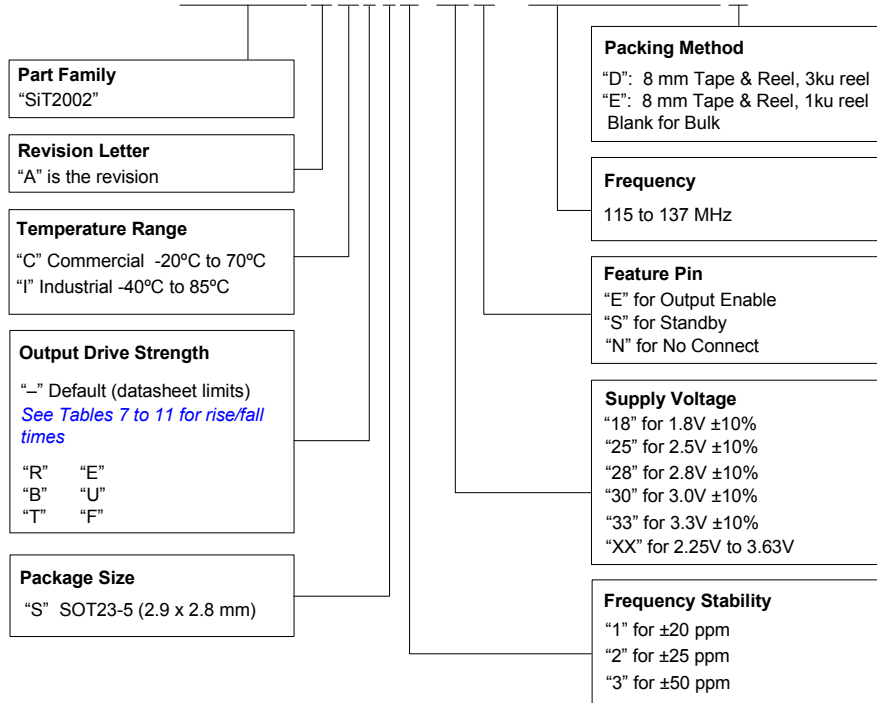 Part Family
“SiT2002”
Revision Letter
“A” is the revision
Temperature Range
“C” Commercial -20ºC to 70ºC
“I” Industrial -40ºC to 85ºC
Output Drive Strength
“–” Default (datasheet limits)
See Tables 7 to 11 for rise/fall
times
“R” “E”
“B” “U”
“T” “F”
Package Size
“S” SOT23-5 (2.9 x 2.8 mm)
Packing Method
“D”: 8 mm Tape & Reel, 3ku reel
“E”: 8 mm Tape & Reel, 1ku reel
Blank for Bulk
Frequency
115 to 137 MHz
Feature Pin
“E” for Output Enable
“S” for Standby
“N” for No Connect
Supply Voltage
“18” for 1.8V ±10%
“25” for 2.5V ±10%
“28” for 2.8V ±10%
“30” for 3.0V ±10%
“33” for 3.3V ±10%
“XX” for 2.25V to 3.63V
Frequency Stability
“1” for ±20 ppm
“2” for ±25 ppm
“3” for ±50 ppm